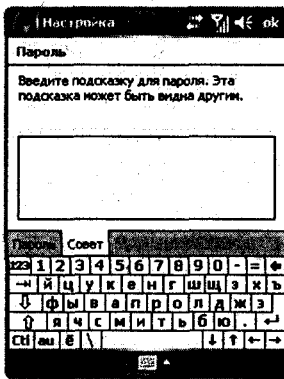 Настройка ok
Пароль
Введите подсказку для пароля. Эта
подсказка может быть видна другим.
Пароль Совет
123 1 2 3 4 5 6 7 8 9 0 - =
й ц у к е н г ш щ з х ъ
ф ы в а п р о л д ж э
я ч с м и т ь б ю .
Ctl au ё \